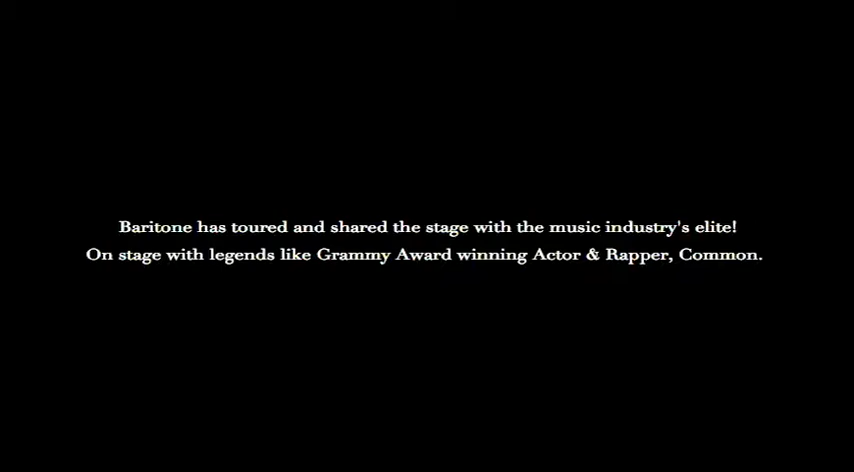 Baritone has toured and shared the stage with the music industry's elite!
On stage with legends like Grammy Award winning Actor & Rapper, Common.